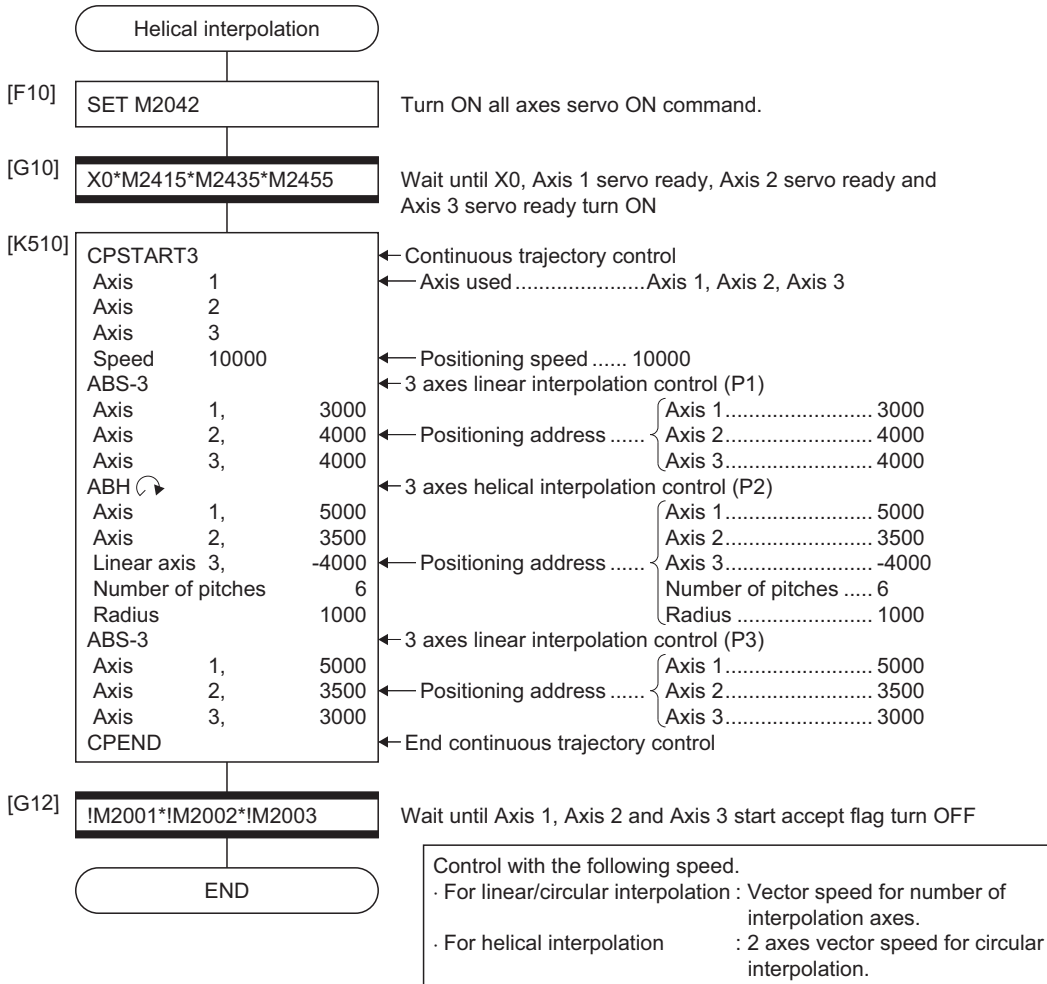 Helical interpolation
[F10]
SET M2042 Turn ON all axes servo ON command.
[G10]
X0*M2415*M2435*M2455 Wait until X0, Axis 1 servo ready, Axis 2 servo ready and
Axis 3 servo ready turn ON
[K510]
CPSTART3 Continuous trajectory control
Axis 1 Axis used......................Axis 1, Axis 2, Axis 3
Axis 2
Axis 3
Speed 10000 Positioning speed ...... 10000
ABS-3 3 axes linear interpolation control (P1)
Axis 1, 3000 Axis 1......................... 3000
Axis 2, 4000 Positioning address ...... Axis 2......................... 4000
Axis 3, 4000 Axis 3......................... 4000
ABH 3 axes helical interpolation control (P2)
Axis 1, 5000 Axis 1......................... 5000
Axis 2, 3500 Axis 2......................... 3500
Linear axis 3, -4000 Positioning address ...... Axis 3......................... -4000
Number of pitches 6 Number of pitches ..... 6
Radius 1000 Radius ....................... 1000
ABS-3 3 axes linear interpolation control (P3)
Axis 1, 5000 Axis 1......................... 5000
Axis 2, 3500 Positioning address ...... Axis 2......................... 3500
Axis 3, 3000 Axis 3......................... 3000
CPEND End continuous trajectory control
[G12]
!M2001*!M2002*!M2003 Wait until Axis 1, Axis 2 and Axis 3 start accept flag turn OFF
END
Control with the following speed.
· For linear/circular interpolation : Vector speed for number of
interpolation axes.
· For helical interpolation : 2 axes vector speed for circular
interpolation.